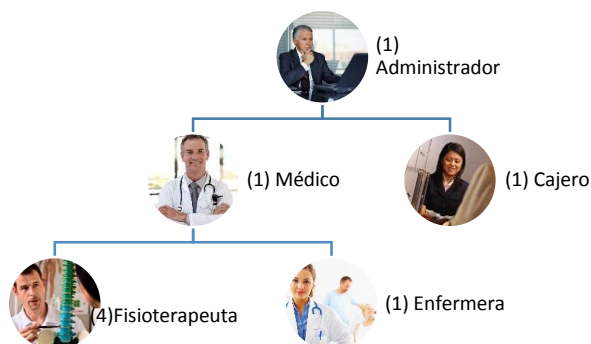 (1)
Administrador
(1) Médico
(1) Cajero
(4)Fisioterapeuta
(1) Enfermera